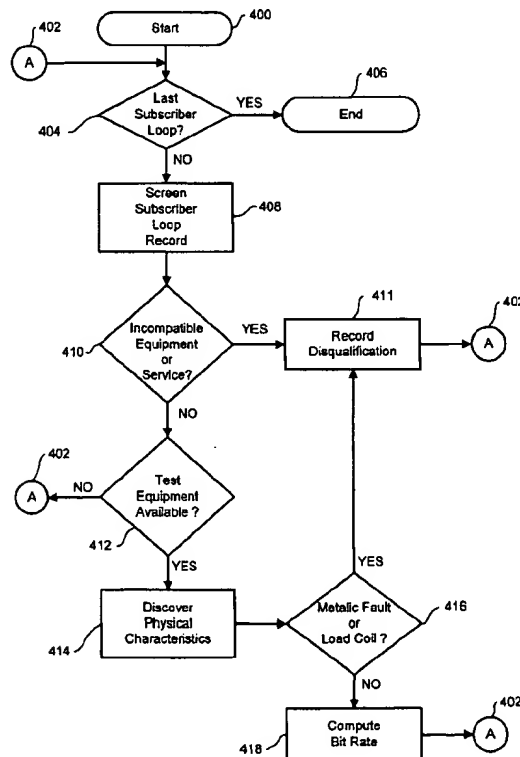 402
A
Start
400
Last
Subscriber
Loop?
404
YES
406
End
NO
Screen
Subscriber
Loop
Record
408
Incompatible
Equipment
or
Service?
410
YES
411
Record
Disqualification
402
A
NO
402
A
NO
Test
Equipment
Available ?
412
YES
YES
Discover
Physical
Characteristics
414
Metalic Fault
or
Load Coil ?
416
NO
Compute
Bit Rate
418
402
A